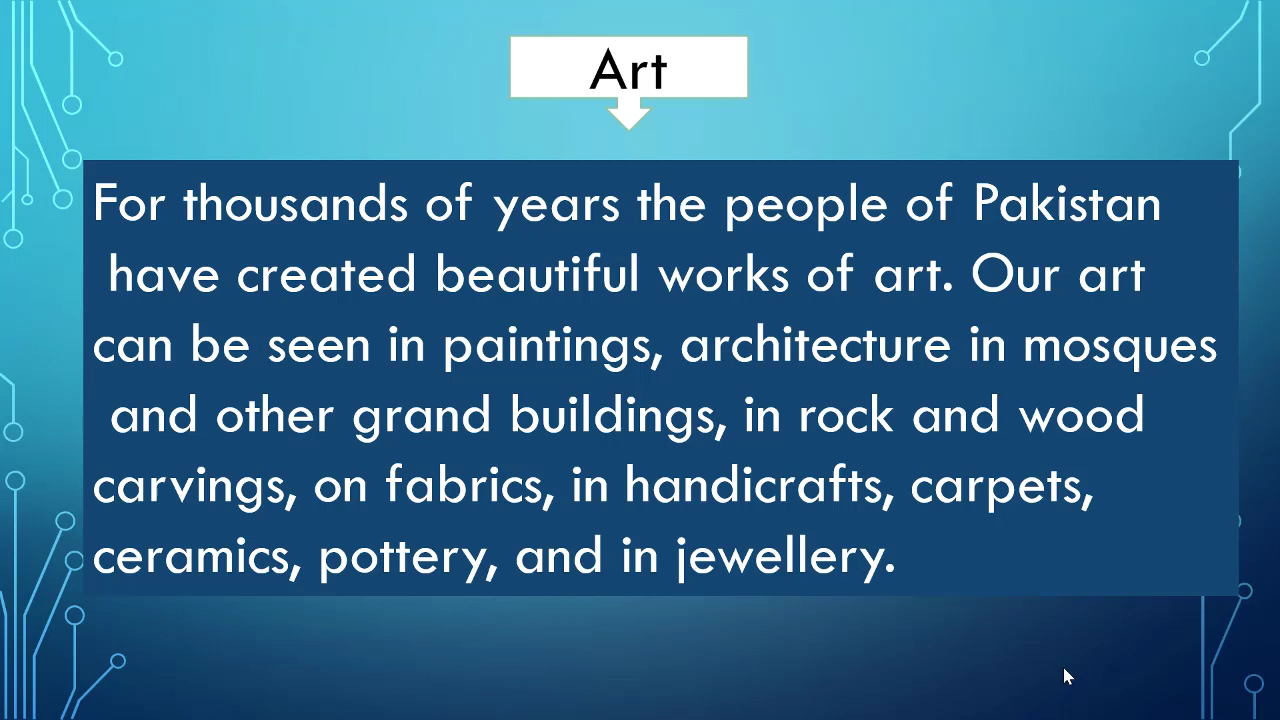 Art
For thousands of years the people of Pakistan
have created beautiful works of art. Our art
can be seen in paintings, architecture in mosques
and other grand buildings, in rock and wood
carvings, on fabrics, in handicrafts, carpets,
ceramics, pottery, and in jewellery.